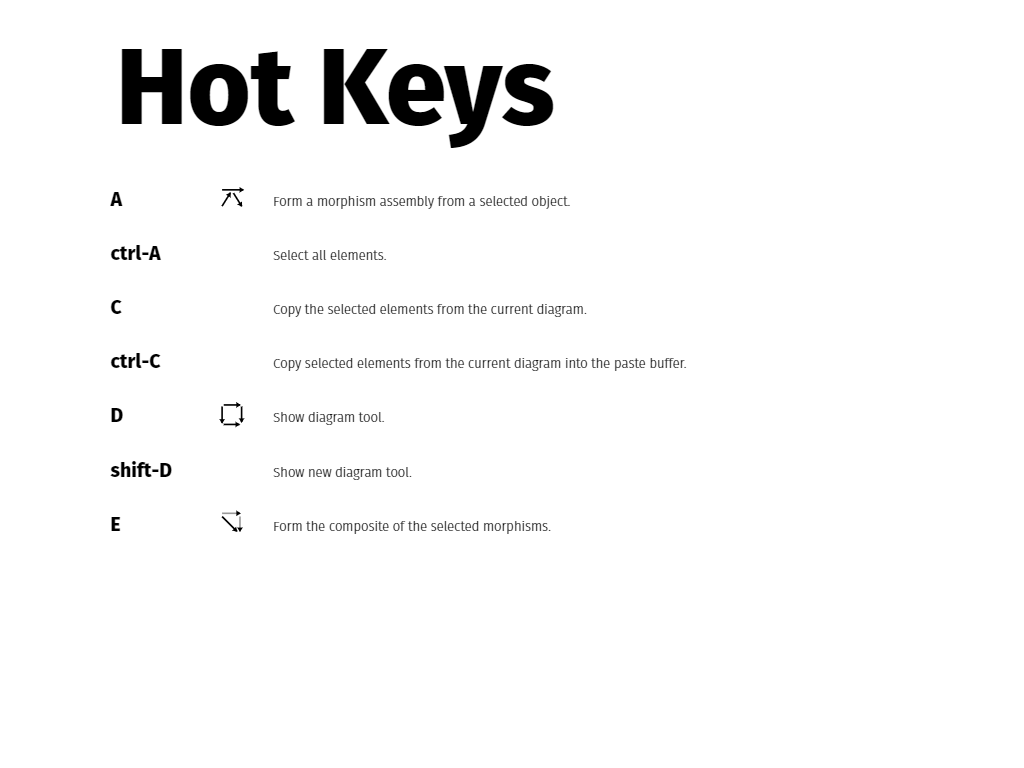 Hot Keys
A Form a morphism assembly from a selected object.
ctrl-A Select all elements.
C Copy the selected elements from the current diagram.
ctrl-C Copy selected elements from the current diagram into the paste buffer.
D Show diagram tool.
shift-D Show new diagram tool.
E Form the composite of the selected morphisms.